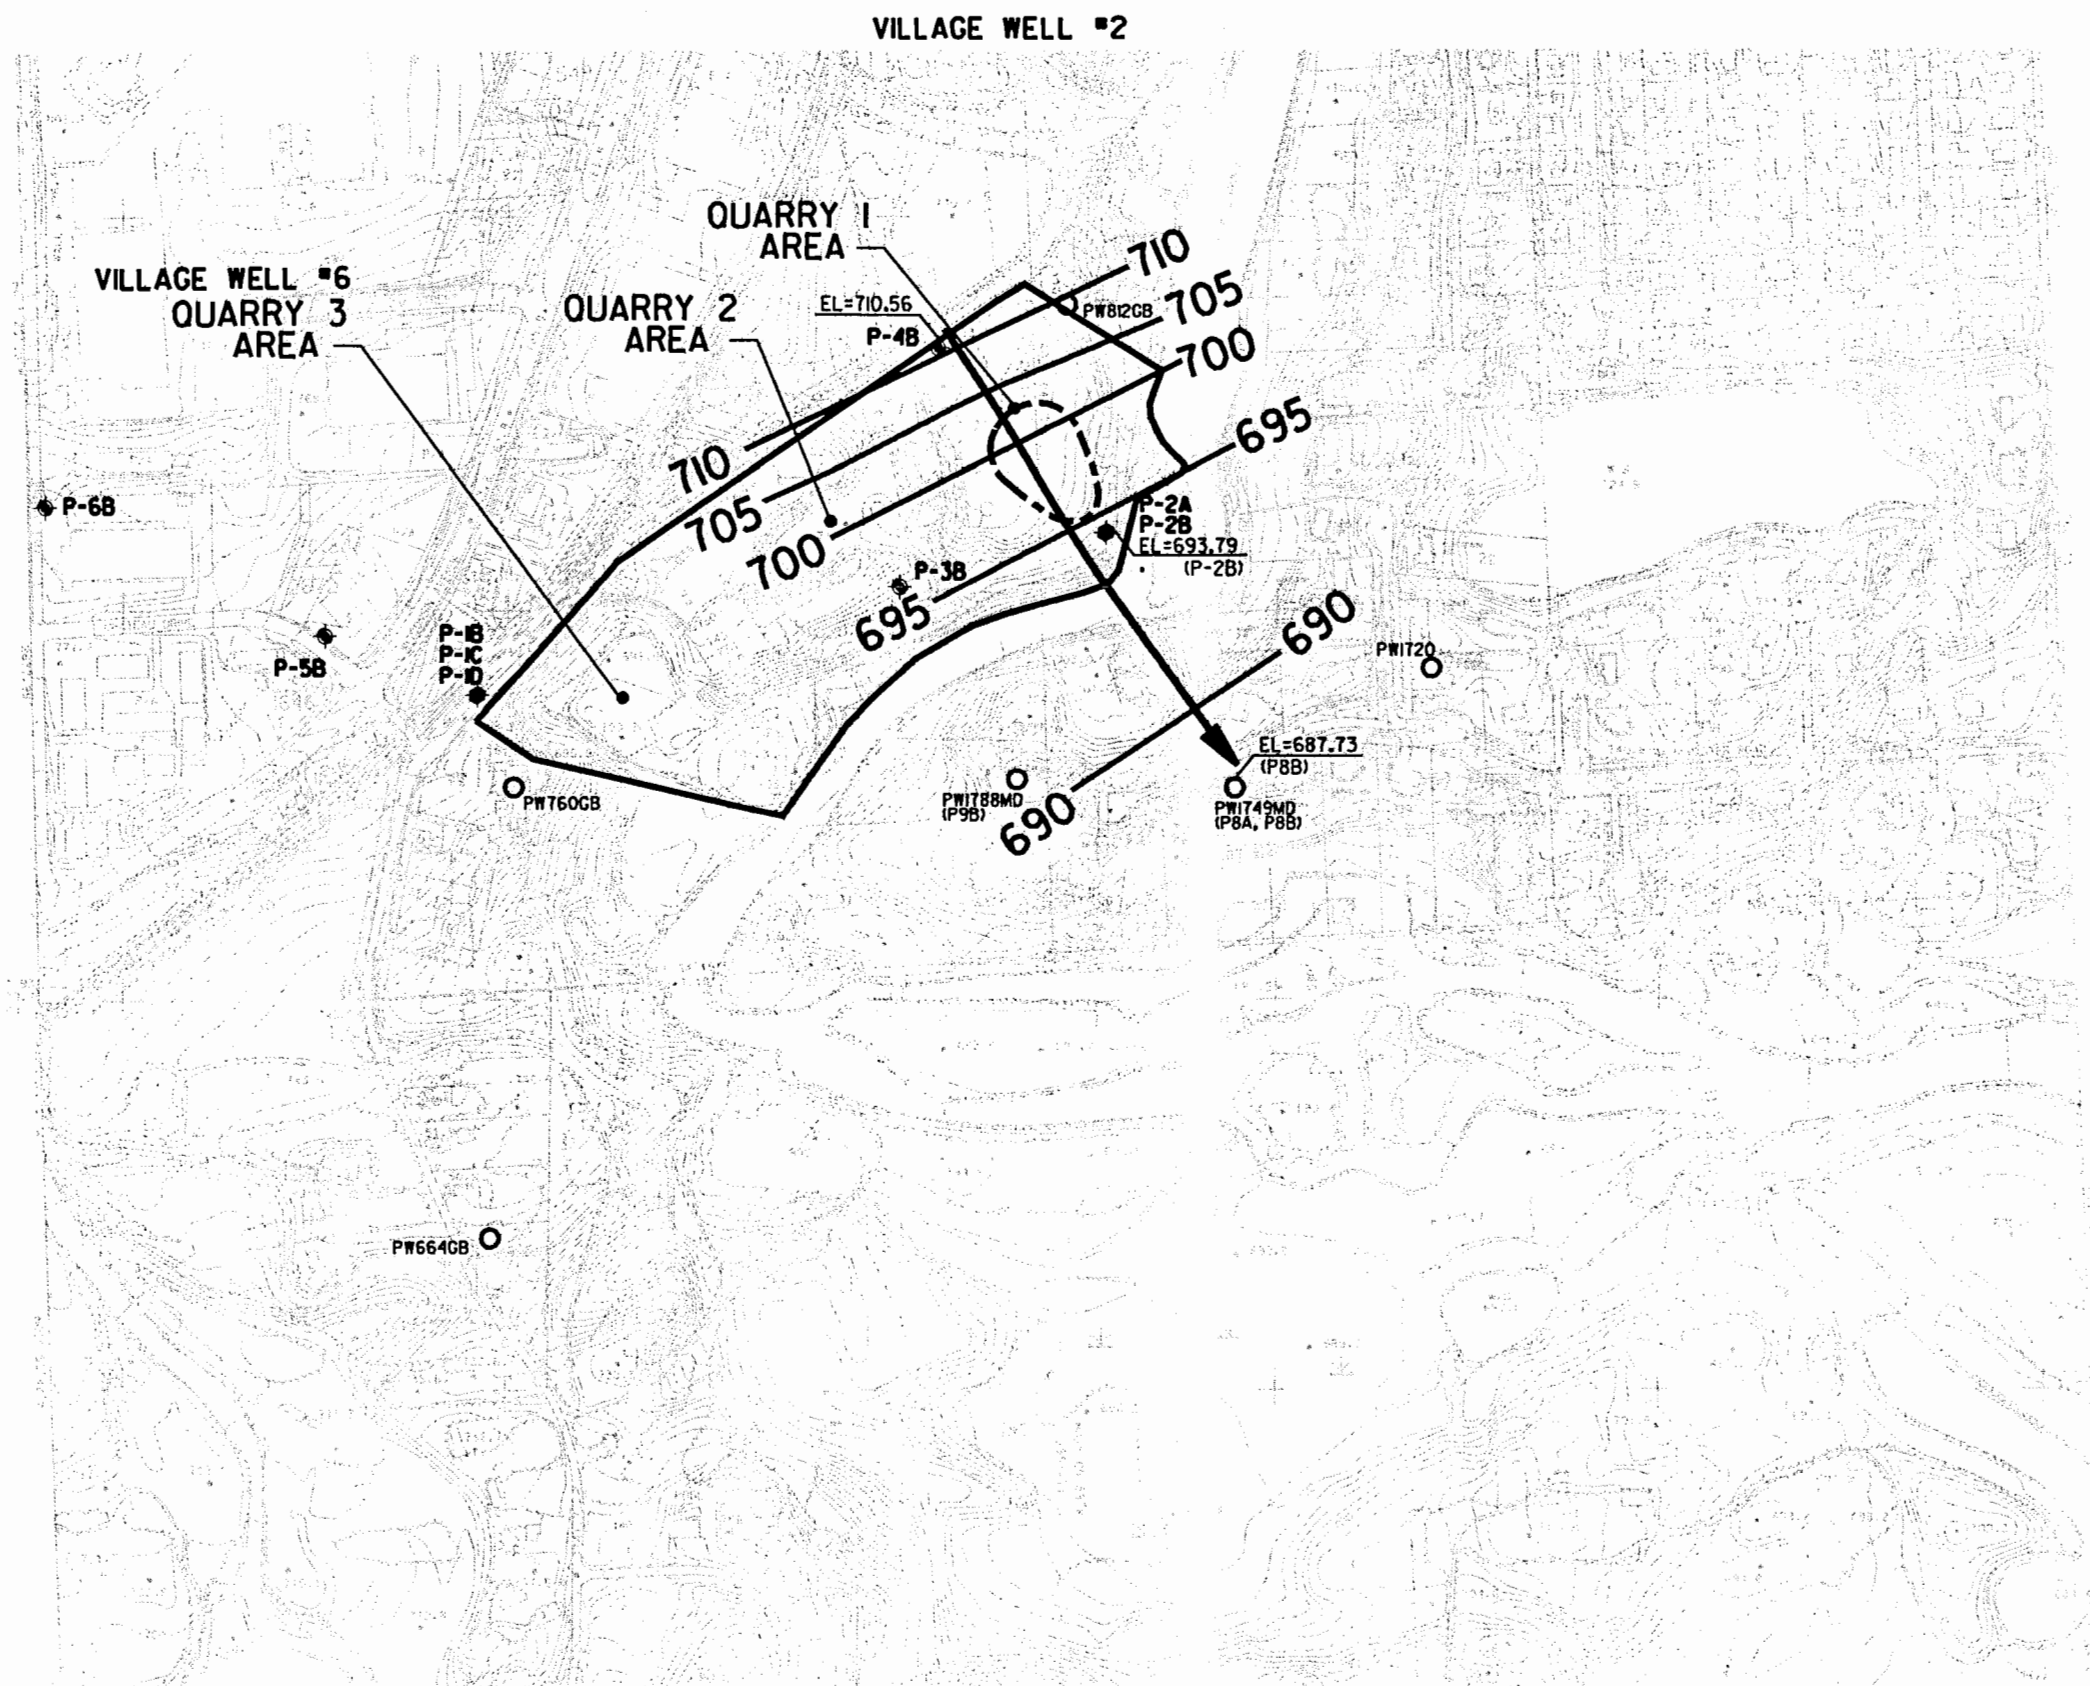 VILLAGE WELL #2
QUARRY 1
AREA
VILLAGE WELL #6
QUARRY 3
AREA
QUARRY 2
AREA
EL=710.56
P-4B
PW812GB
710
705
700
695
710
705
700
695
P-6B
P-2A
P-2B
EL=693.79
(P-2B)
P-3B
P-5B
P-1B
P-1C
P-1D
690
PW1720
EL=687.73
(P8B)
PW760GB
PW1788MD
(P9B)
690
PW1749MD
(P8A, P8B)
PW664GB